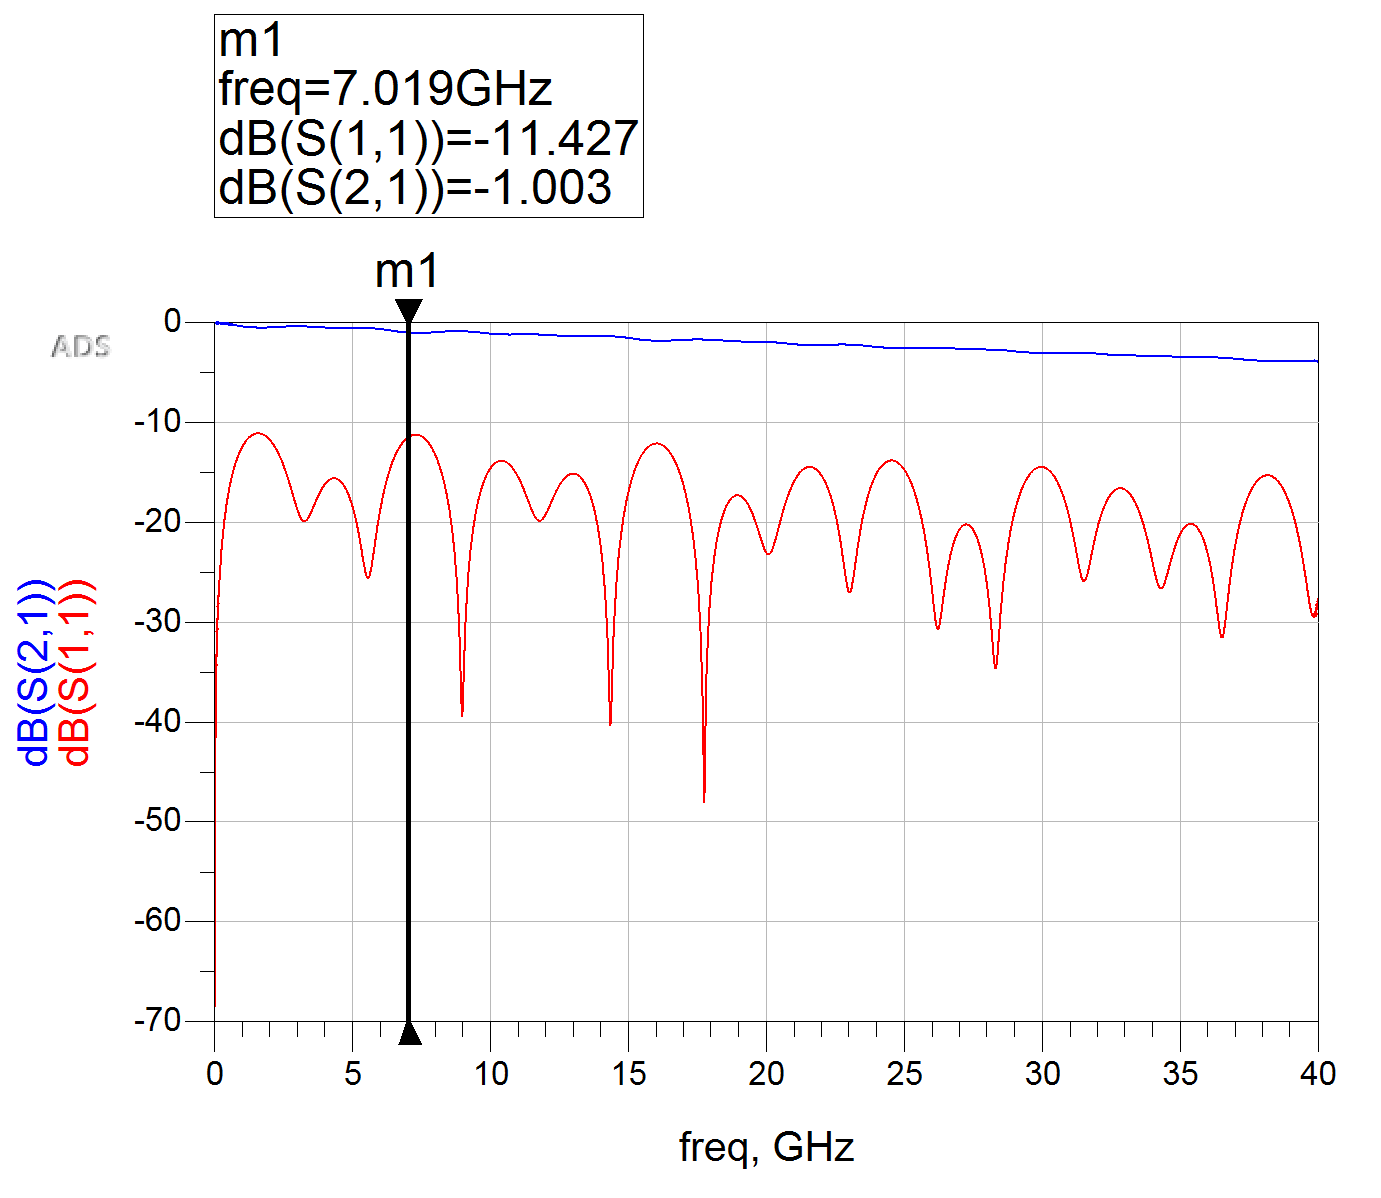 m1
freq=7.019GHz
dB(S(1,1))=-11.427
dB(S(2,1))=-1.003
m1
ADS
0
-10
-20
-30
-40
-50
-60
-70
dB(S(2,1))
dB(S(1,1))
0 5 10 15 20 25 30 35 40
freq, GHz